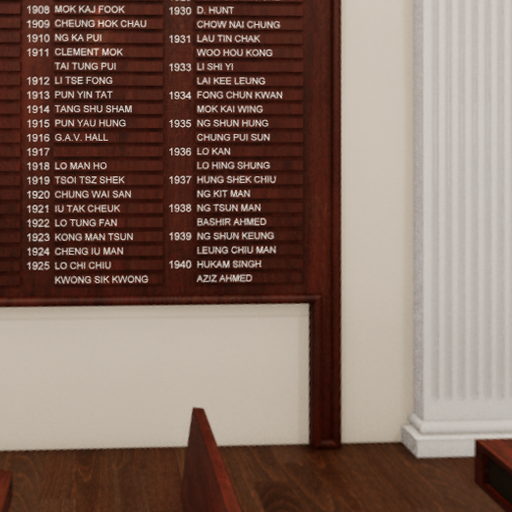 1908 MOK KAJ FOOK
1909 CHEUNG HOK CHAU
1910 NG KA PUI
1911 CLEMENT MOK
TAI TUNG PUI
1912 LI TSE FONG
1913 PUN YIN TAT
1914 TANG SHU SHAM
1915 PUN YAU HUNG
1916 G.A.V. HALL
1917
1918 LO MAN HO
1919 TSOI TSZ SHEK
1920 CHUNG WAI SAN
1921 IU TAK CHEUK
1922 LO TUNG FAN
1923 KONG MAN TSUN
1924 CHENG IU MAN
1925 LO CHI CHIU
KWONG SIK KWONG
1930 D. HUNT
CHOW NAI CHUNG
1931 LAU TIN CHAK
WOO HOU KONG
1933 LI SHI YI
LAI KEE LEUNG
1934 FONG CHUN KWAN
MOK KAI WING
1935 NG SHUN HUNG
CHUNG PUI SUN
1936 LO KAN
LO HING SHUNG
1937 HUNG SHEK CHIU
NG KIT MAN
1938 NG TSUN MAN
BASHIR AHMED
1939 NG SHUN KEUNG
LEUNG CHIU MAN
1940 HUKAM SINGH
AZIZ AHMED